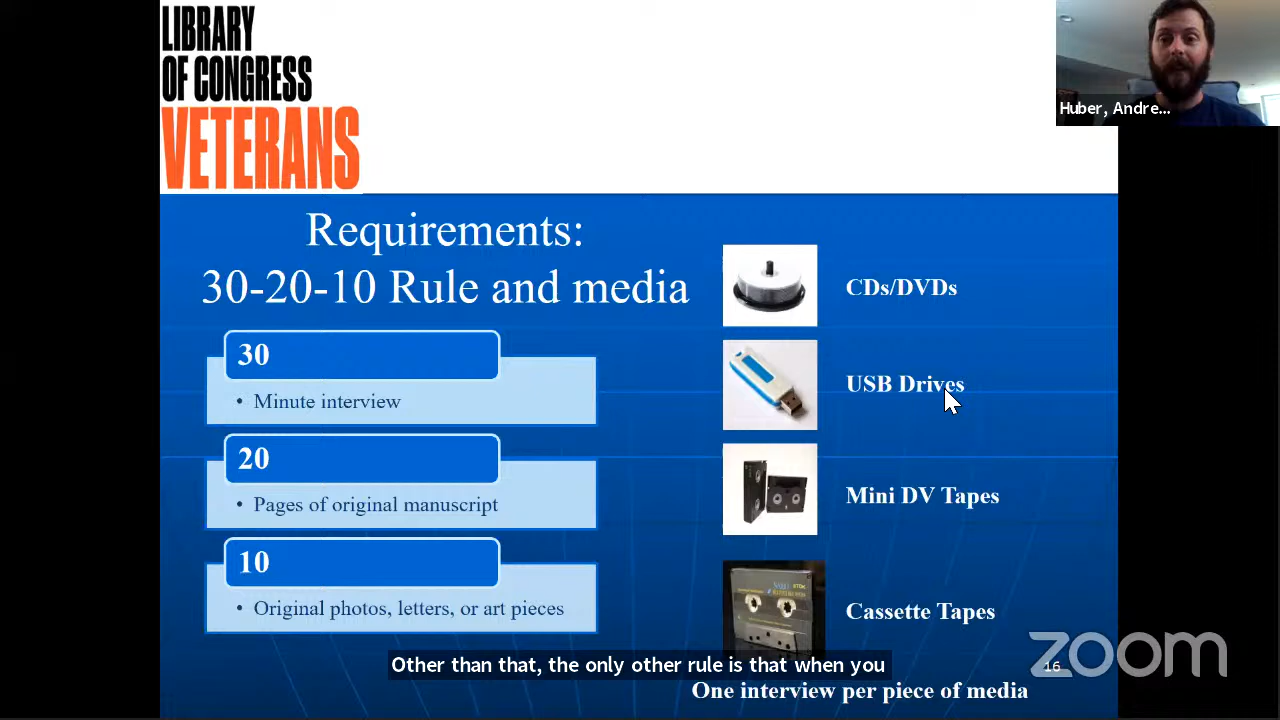 LIBRARY
OF CONGRESS
VETERANS
Huber, Andre...
Requirements:
30-20-10 Rule and media
30
• Minute interview
20
• Pages of original manuscript
10
• Original photos, letters, or art pieces
CDs/DVDs
USB Drives
Mini DV Tapes
Cassette Tapes
Other than that, the only other rule is that when you
One interview per piece of media
16
zoom